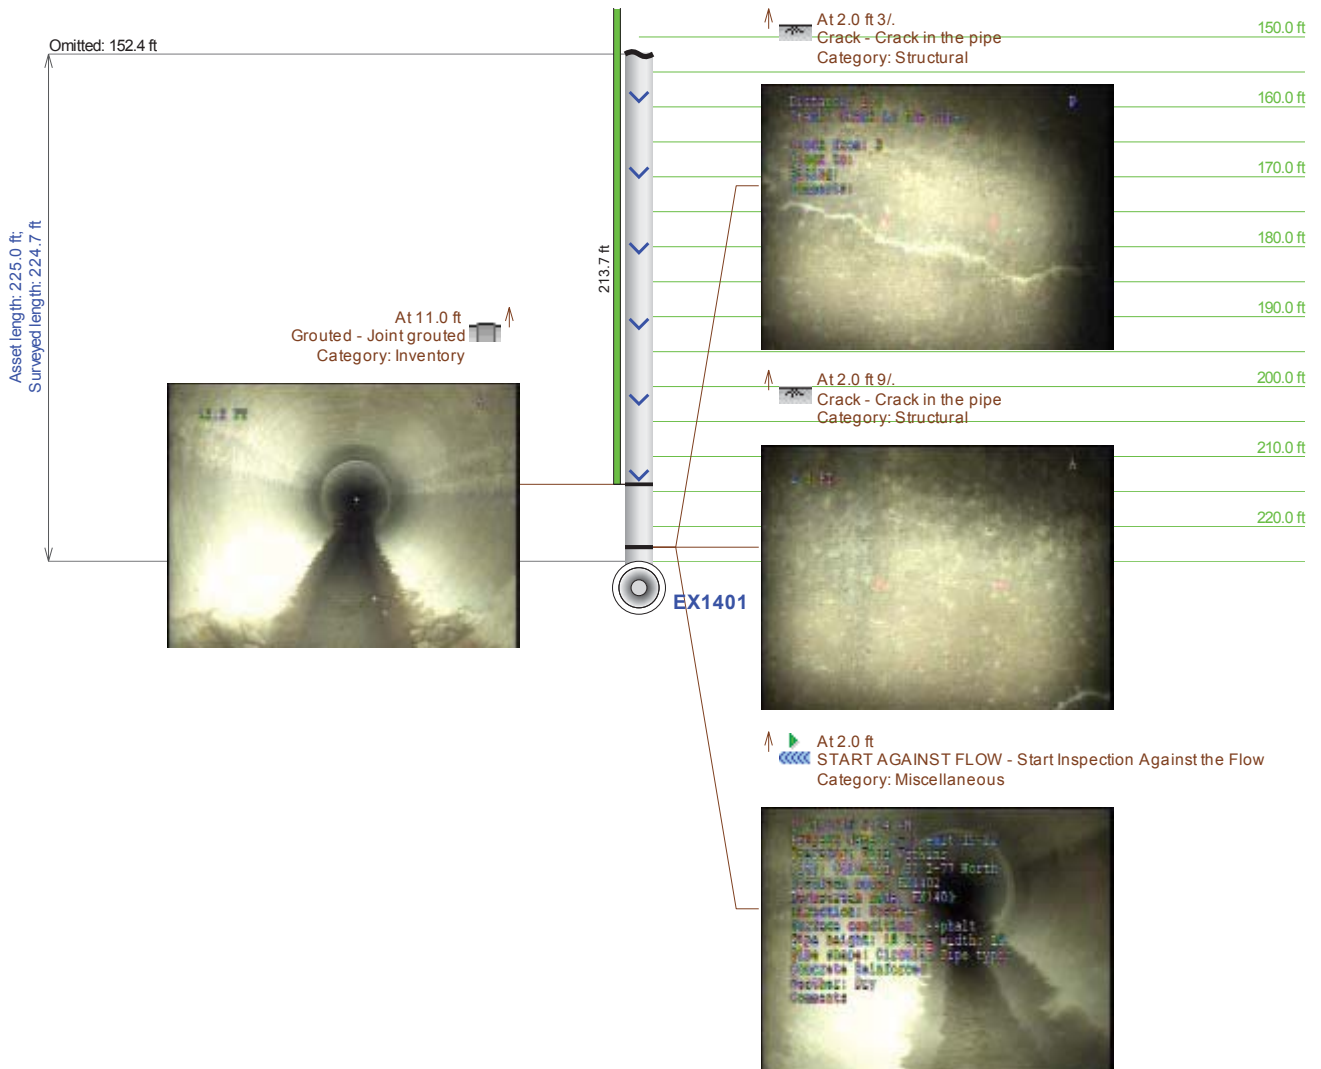 At 2.0 ft 3/.
Crack - Crack in the pipe
Category: Structural
150.0 ft
Omitted: 152.4 ft
160.0 ft
170.0 ft
180.0 ft
190.0 ft
200.0 ft
210.0 ft
220.0 ft
Asset length: 225.0 ft;
Surveyed length: 224.7 ft
213.7 ft
At 11.0 ft
Grouted - Joint grouted
Category: Inventory
At 2.0 ft 9/.
Crack - Crack in the pipe
Category: Structural
EX1401
At 2.0 ft
START AGAINST FLOW - Start Inspection Against the Flow
Category: Miscellaneous
Comments